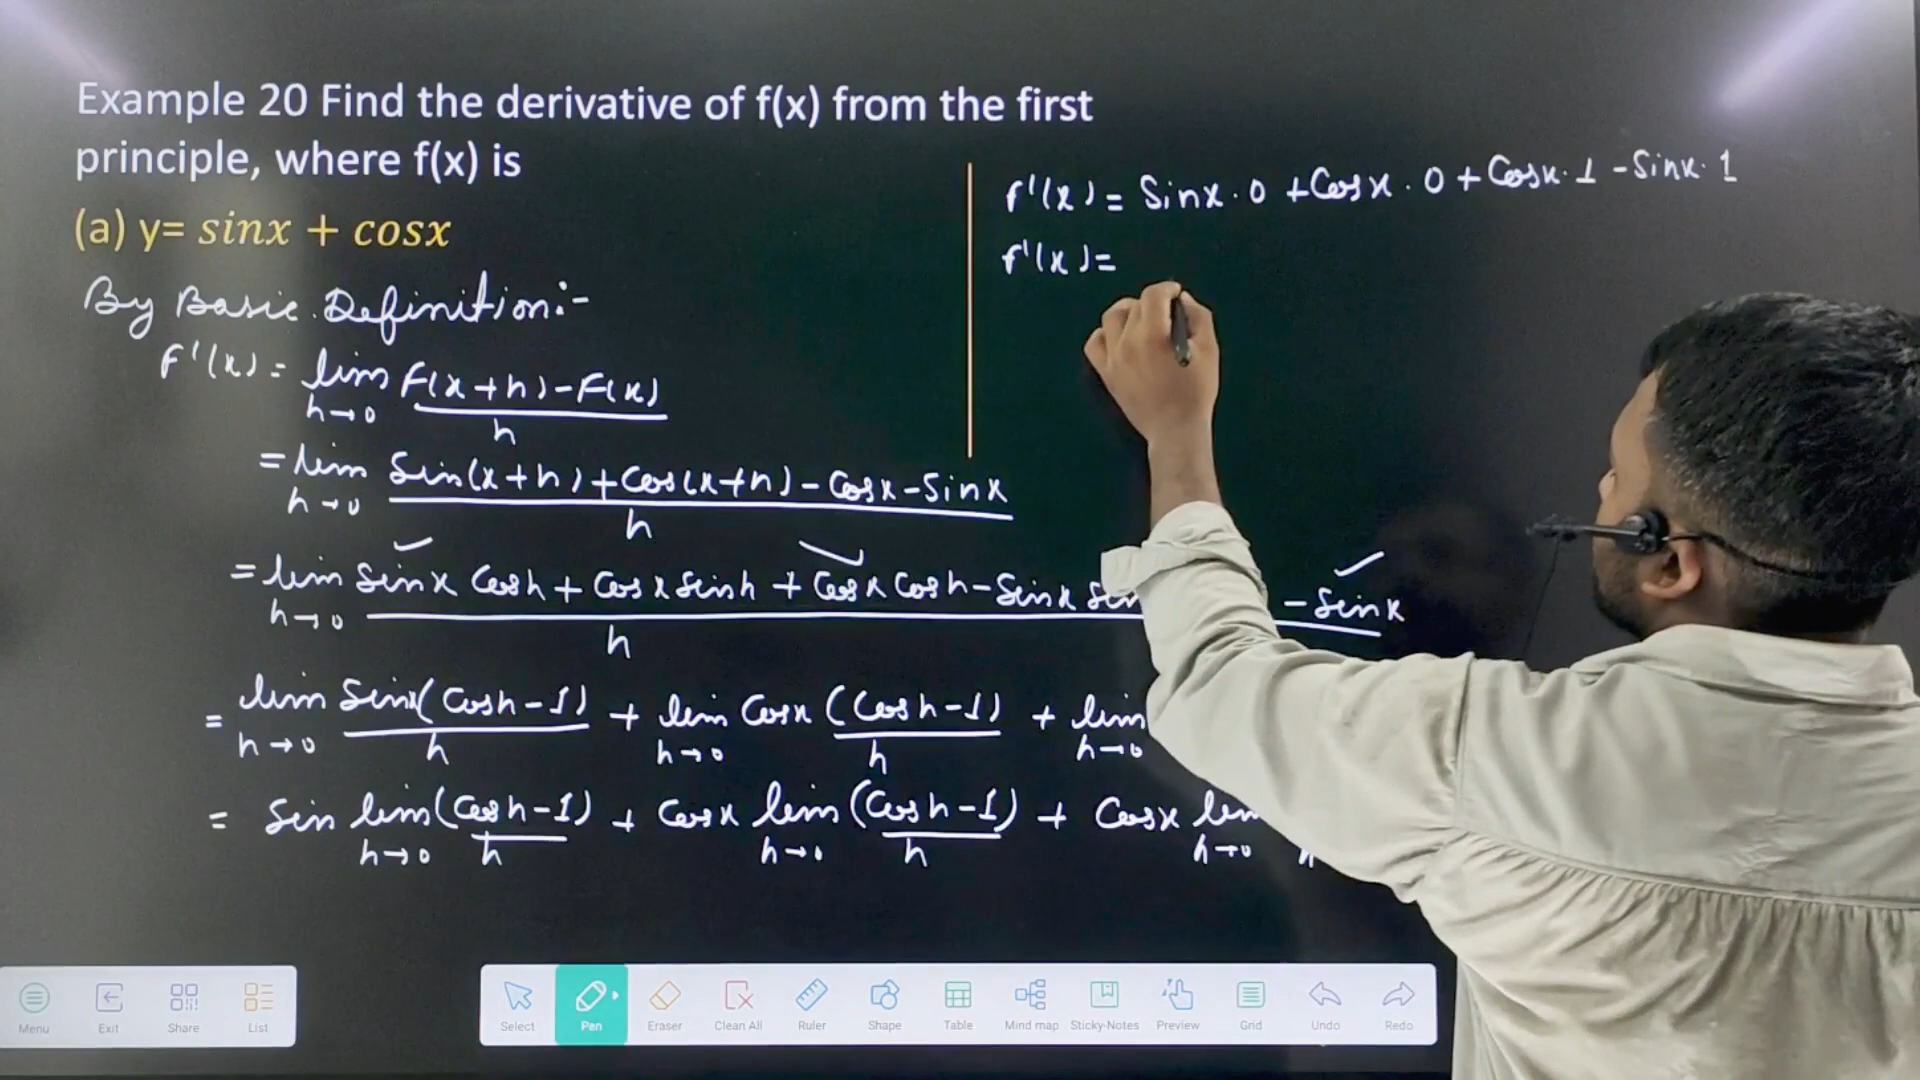 Example 20 Find the derivative of f(x) from the first
principle, where f(x) is
(a) y= sinx + cosx
By Basic Definition:-
F'(x) = lim h→0 F(x+h)-F(x) / h
= lim h→0 Sin(x+h)+Cos(x+h)-Cosx-Sinx / h
= lim h→0 Sinx Cosh + Cosx Sinh + Cosx Cosh - Sinx -Sinx / h
= lim h→0 Sinx(Cosh-1) / h + lim h→0 Cosx (Cosh-1) / h + lim h→0
= Sin lim h→0 (Cosh-1) / h + Cosx lim h→0 (Cosh-1) / h + Cosx lim h→0
f'(x) = Sinx·0 +Cosx·0 +Cosx·1 -Sinx·1
f'(x)=
Menu Exit Share List
Select Pen Eraser Clean All Ruler Shape Table Mind map Sticky-Notes Preview Grid Undo Redo